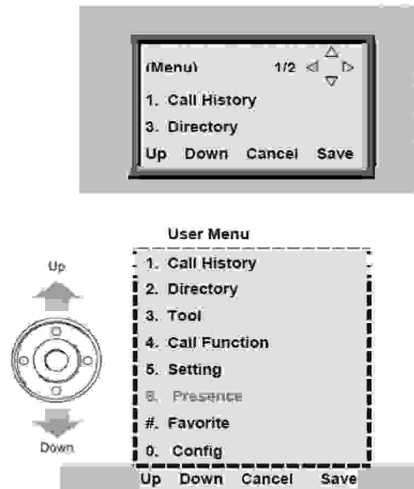 (Menu) 1/2
1. Call History
3. Directory
Up Down Cancel Save
User Menu
1. Call History
2. Directory
3. Tool
4. Call Function
5. Setting
6. Presence
#. Favorite
0. Config
Up Down Cancel Save
Up
Down